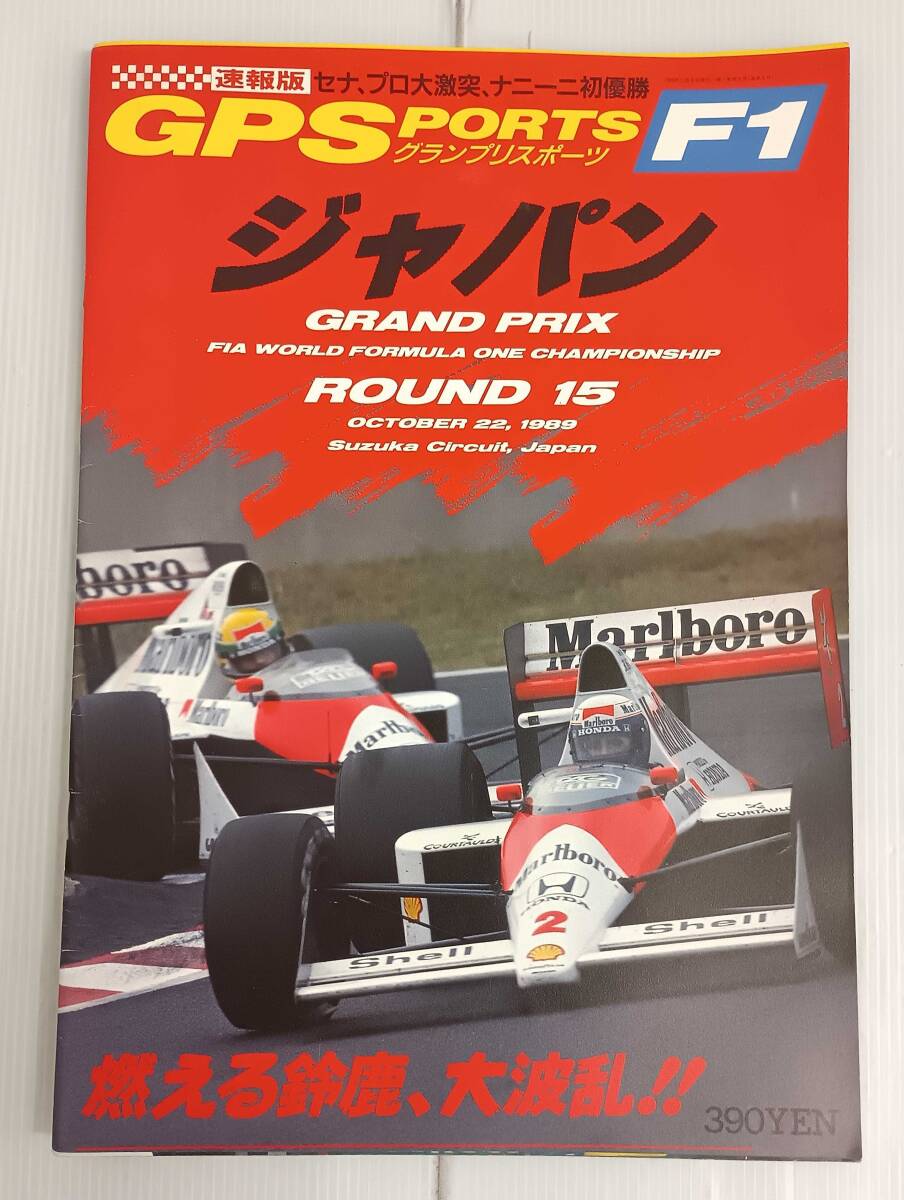 速報版 セナ、プロ大激突、ナニーニ初優勝
GPSPORTS F1
グランプリスポーツ
ジャパン
GRAND PRIX
FIA WORLD FORMULA ONE CHAMPIONSHIP
ROUND 15
OCTOBER 22, 1989
Suzuka Circuit, Japan
boro
Marlboro
Marlboro
HONDA
Marlboro
Marlboro
COURTAULDS
COURTAULDS
Marlboro
HONDA
2
Shell
Shell
燃える鈴鹿、大波乱!!
390YEN